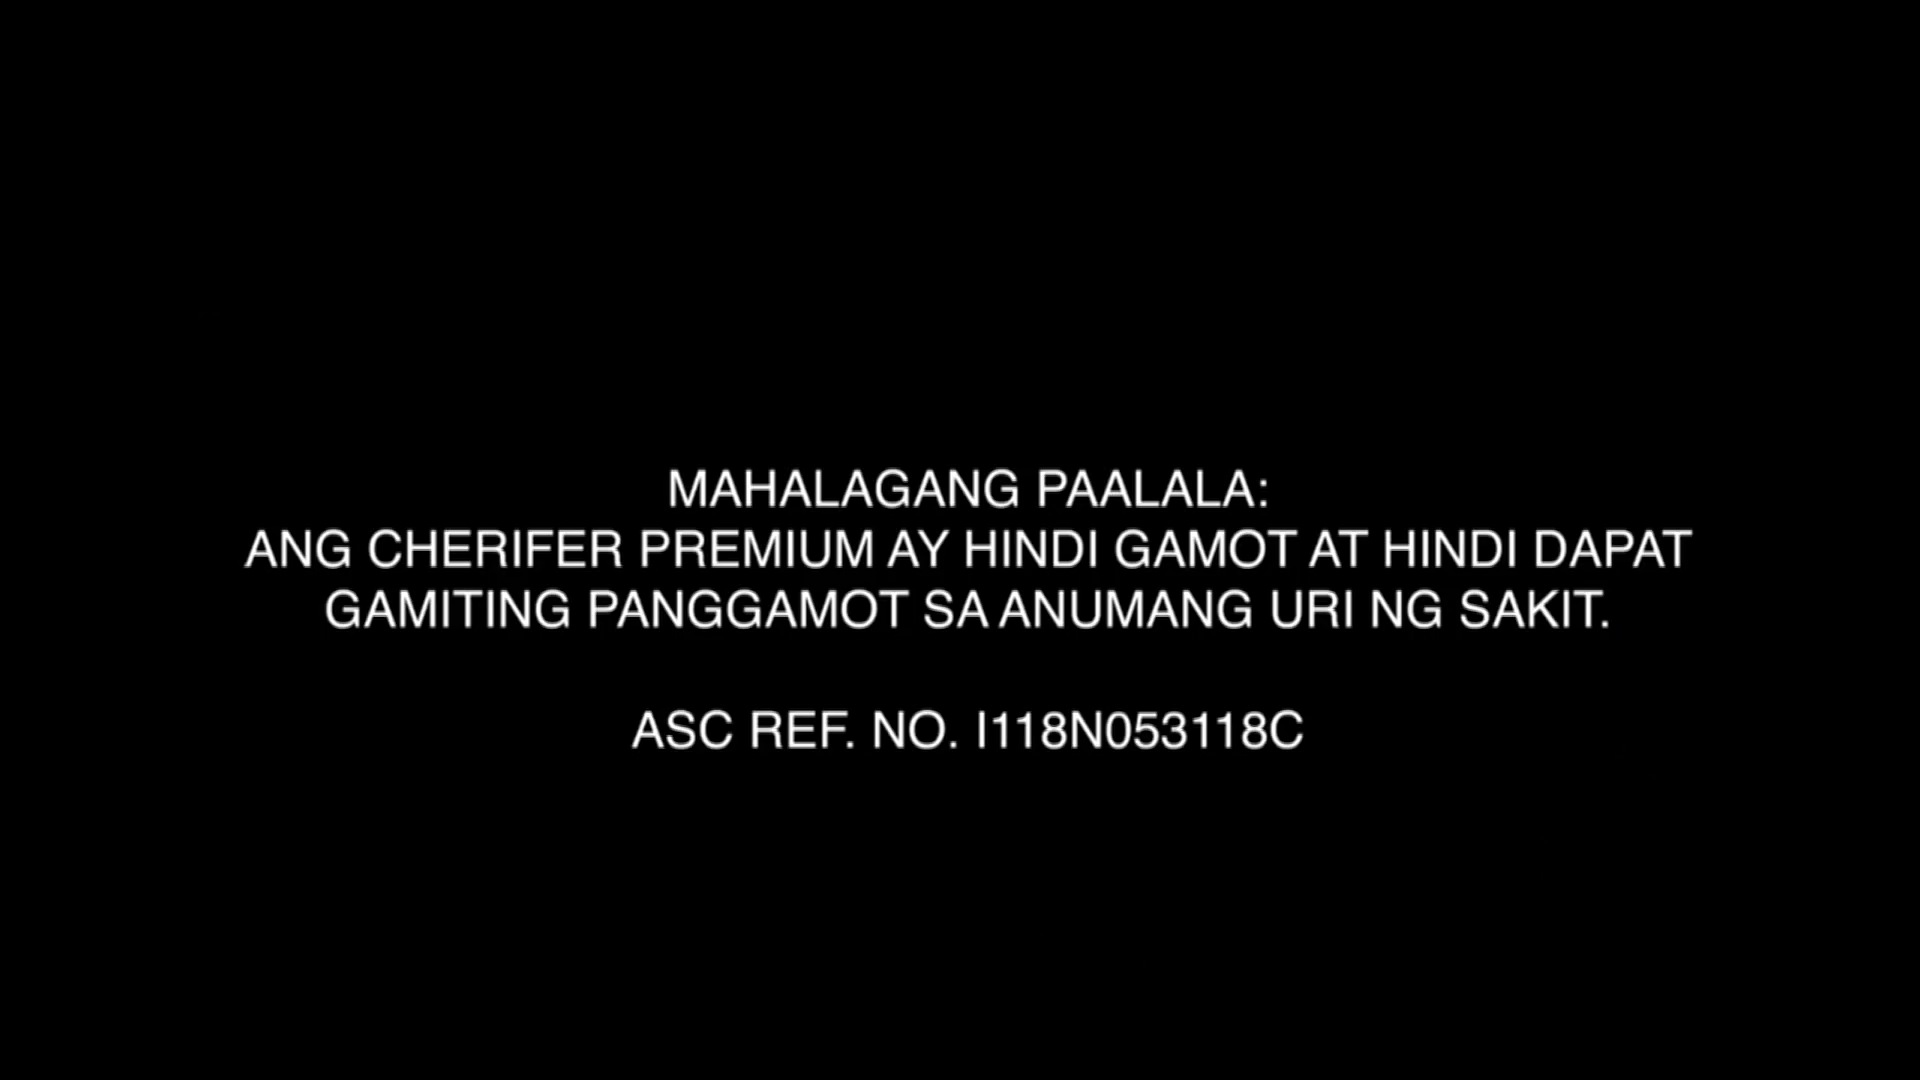 MAHALAGANG PAALALA:
ANG CHERIFER PREMIUM AY HINDI GAMOT AT HINDI DAPAT
GAMITING PANGGAMOT SA ANUMANG URI NG SAKIT.
ASC REF. NO. I118N053118C